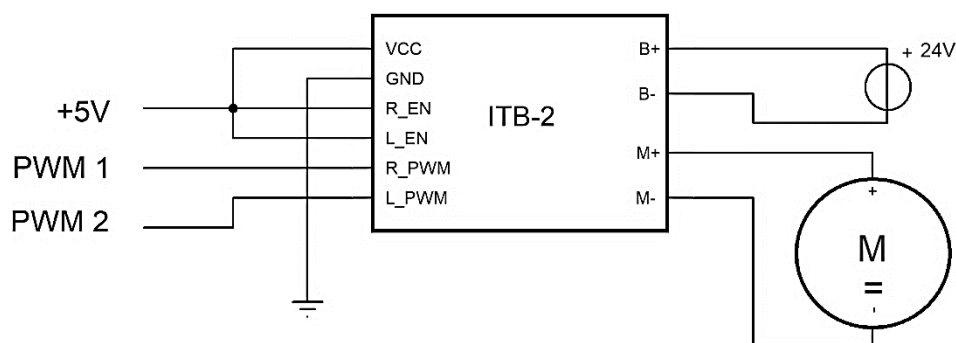 +5V
PWM 1
PWM 2
VCC
GND
R_EN
L_EN
R_PWM
L_PWM
ITB-2
B+
B-
M+
M-
+ 24V
+
M
=
-